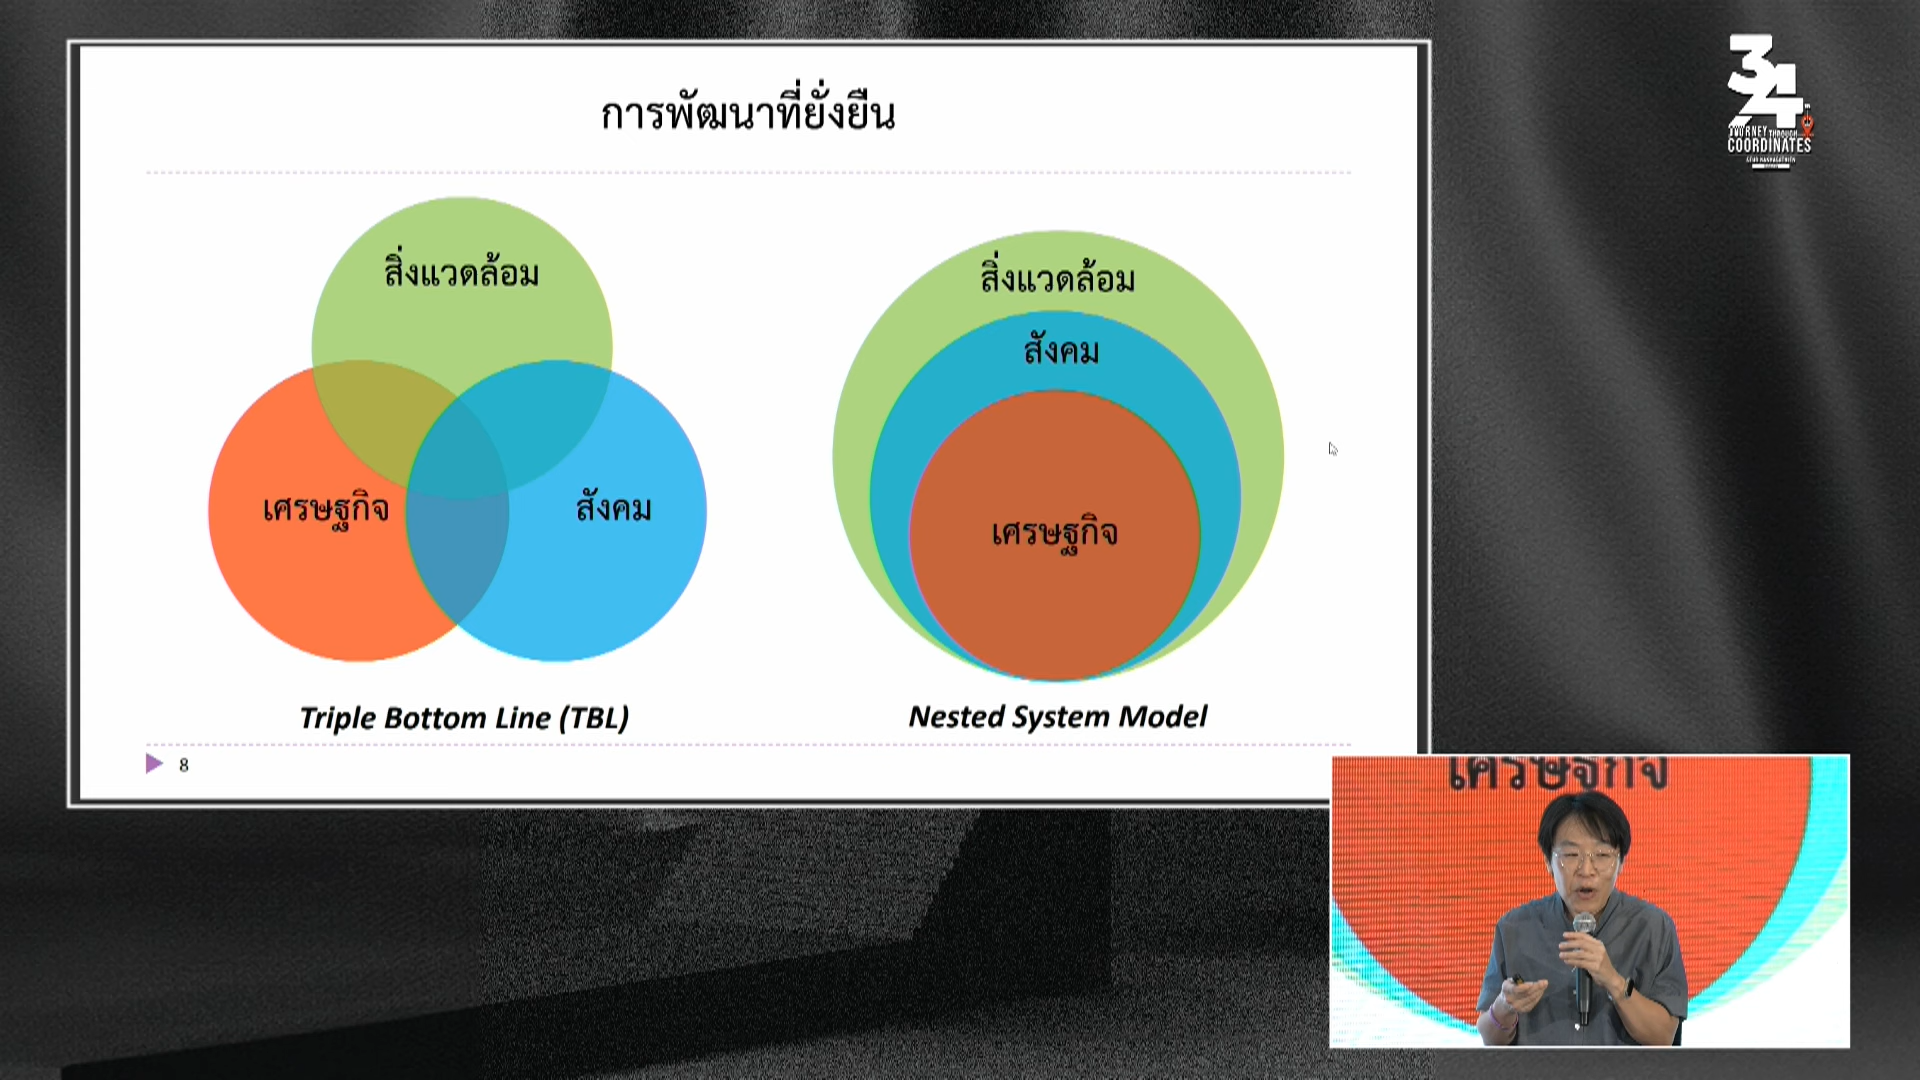 การพัฒนาที่ยั่งยืน
สิ่งแวดล้อม
เศรษฐกิจ
สังคม
Triple Bottom Line (TBL)
สิ่งแวดล้อม
สังคม
เศรษฐกิจ
Nested System Model
8
34
JOURNEY THROUGH
COORDINATES
เศรษฐกิจ